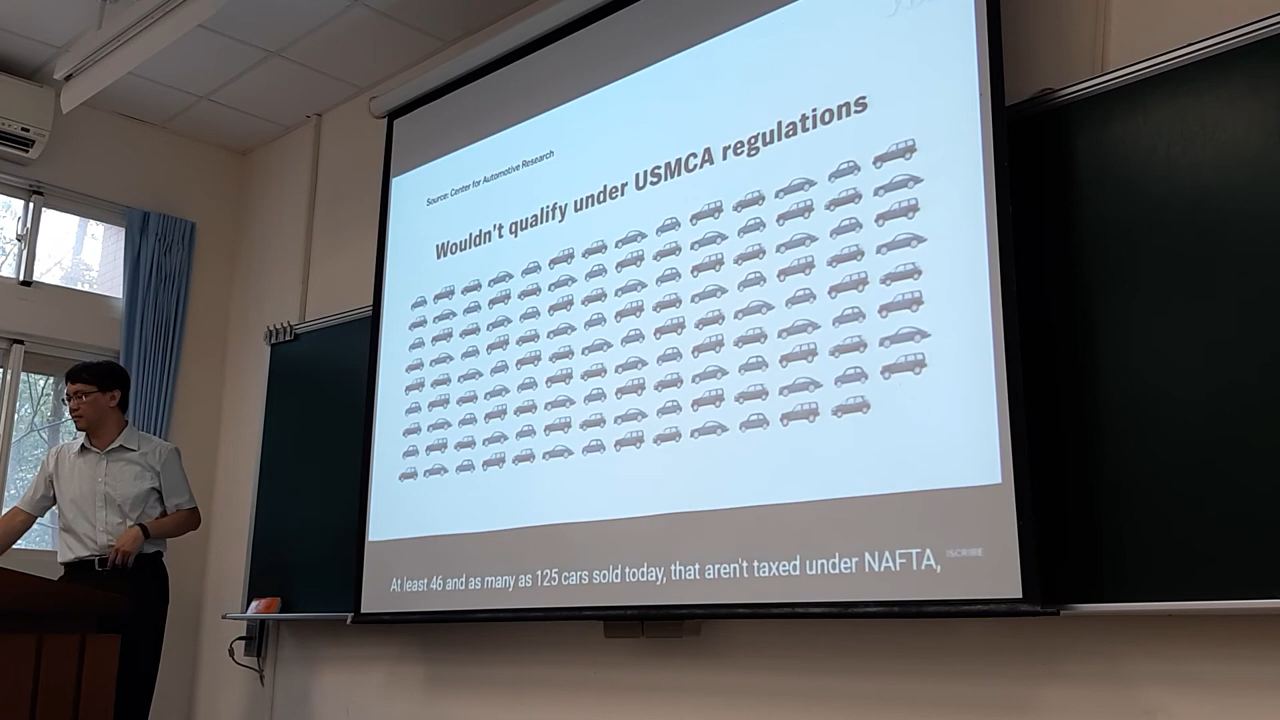 Source: Center for Automotive Research
Wouldn't qualify under USMCA regulations
At least 46 and as many as 125 cars sold today, that aren't taxed under NAFTA,